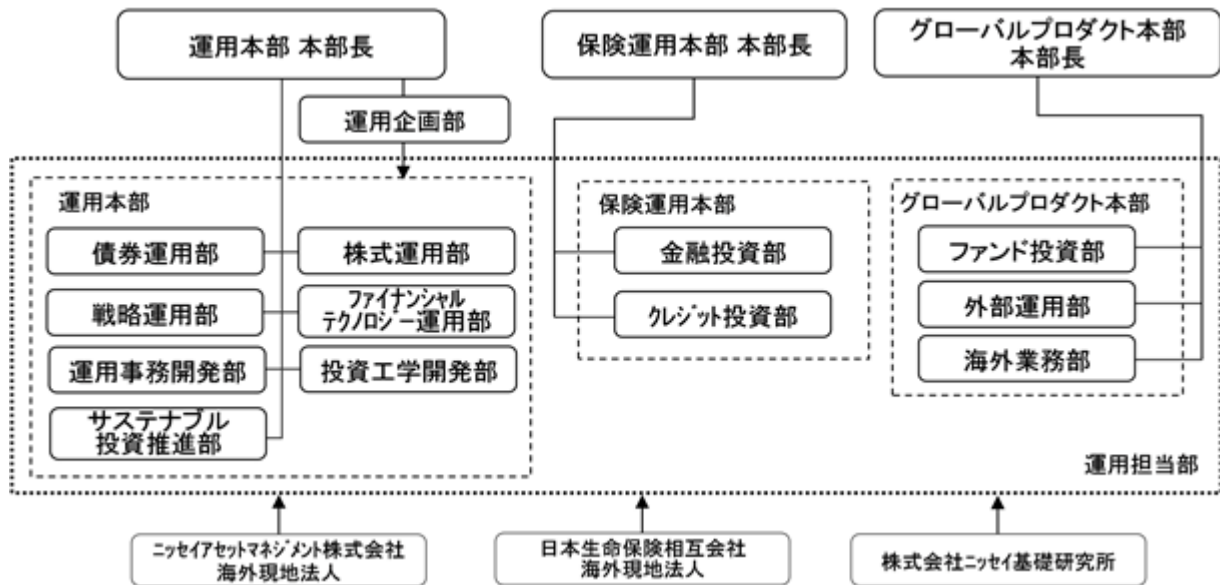 運用本部 本部長
保険運用本部 本部長
グローバルプロダクト本部
本部長
運用企画部
運用本部
債券運用部
株式運用部
戦略運用部
ファイナンシャル
テクノロジー運用部
運用事務開発部
投資工学開発部
サステナブル
投資推進部
保険運用本部
金融投資部
クレジット投資部
グローバルプロダクト本部
ファンド投資部
外部運用部
海外業務部
運用担当部
ニッセイアセットマネジメント株式会社
海外現地法人
日本生命保険相互会社
海外現地法人
株式会社ニッセイ基礎研究所